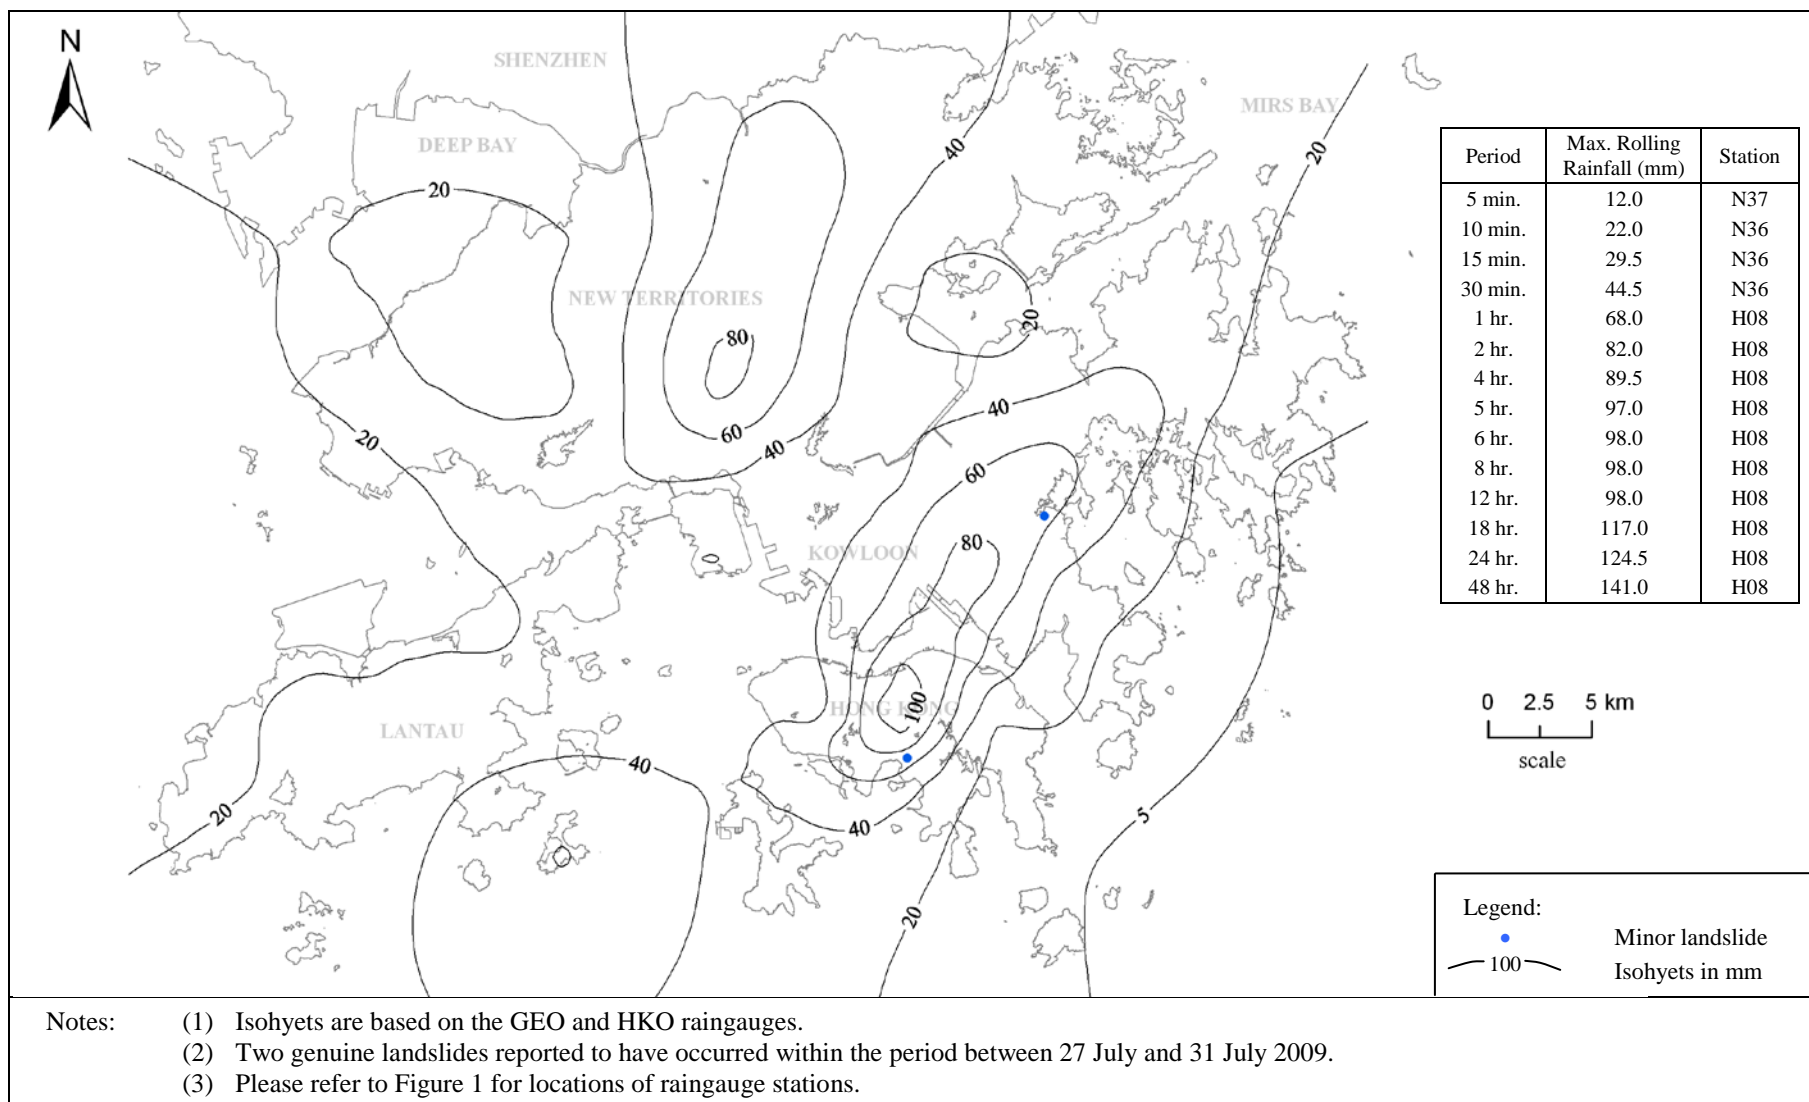 N
SHENZHEN
MIRS BAY
DEEP BAY
40
20
20
NEW TERRITORIES
20
80
60
40
40
20
60
80
KOWLOON
100
HONG KONG
LANTAU
40
20
40
5
20
Period Max. Rolling Rainfall (mm) Station
5 min. 12.0 N37
10 min. 22.0 N36
15 min. 29.5 N36
30 min. 44.5 N36
1 hr. 68.0 H08
2 hr. 82.0 H08
4 hr. 89.5 H08
5 hr. 97.0 H08
6 hr. 98.0 H08
8 hr. 98.0 H08
12 hr. 98.0 H08
18 hr. 117.0 H08
24 hr. 124.5 H08
48 hr. 141.0 H08
0 2.5 5 km
scale
Legend:
Minor landslide
100 Isohyets in mm
Notes: (1) Isohyets are based on the GEO and HKO raingauges.
(2) Two genuine landslides reported to have occurred within the period between 27 July and 31 July 2009.
(3) Please refer to Figure 1 for locations of raingauge stations.